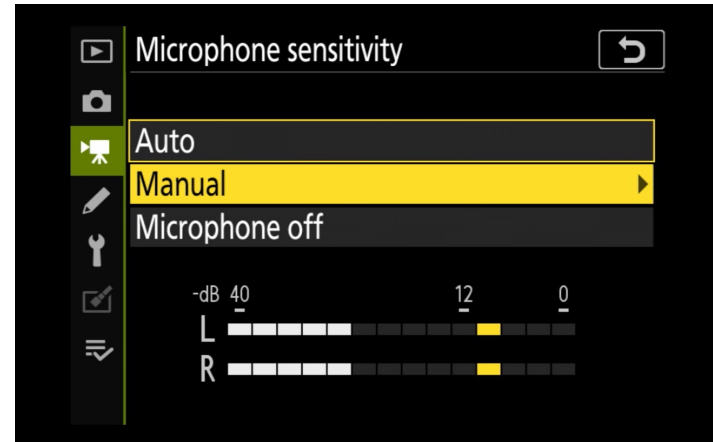 Microphone sensitivity
Auto
Manual
Microphone off
-dB 40 12 0
L
R